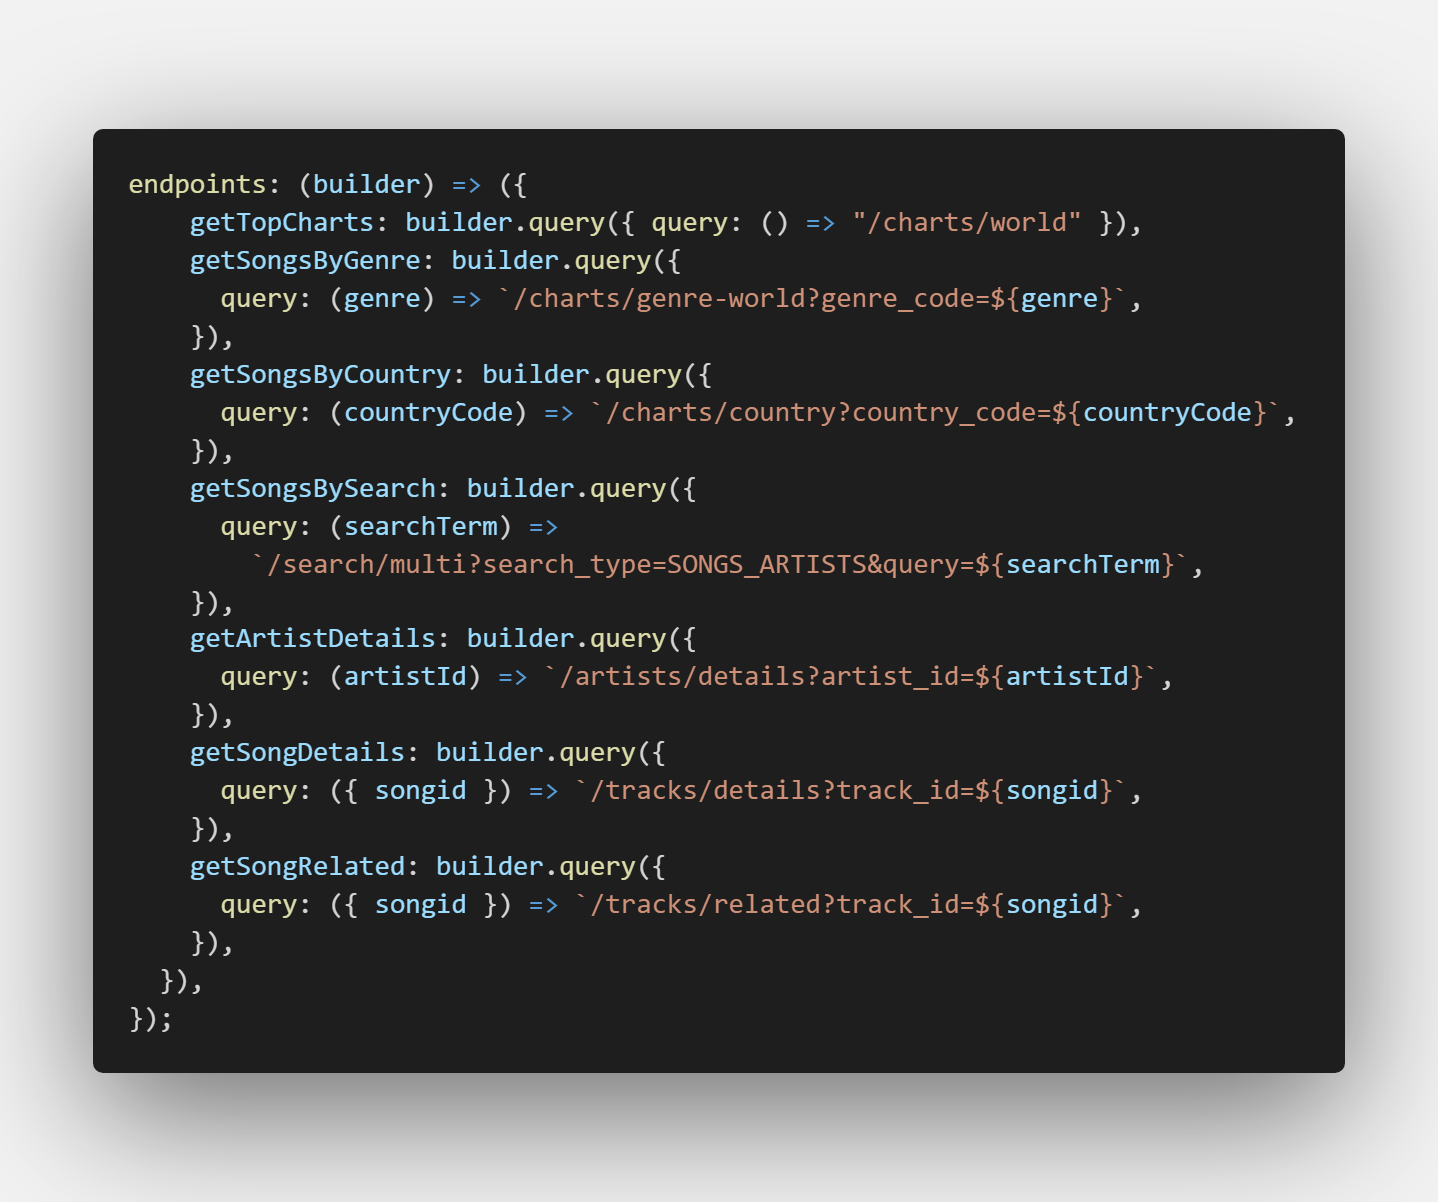 endpoints: (builder) => ({
    getTopCharts: builder.query({ query: () => "/charts/world" }),
    getSongsByGenre: builder.query({
      query: (genre) => `/charts/genre-world?genre_code=${genre}`,
    }),
    getSongsByCountry: builder.query({
      query: (countryCode) => `/charts/country?country_code=${countryCode}`,
    }),
    getSongsBySearch: builder.query({
      query: (searchTerm) =>
        `/search/multi?search_type=SONGS_ARTISTS&query=${searchTerm}`,
    }),
    getArtistDetails: builder.query({
      query: (artistId) => `/artists/details?artist_id=${artistId}`,
    }),
    getSongDetails: builder.query({
      query: ({ songid }) => `/tracks/details?track_id=${songid}`,
    }),
    getSongRelated: builder.query({
      query: ({ songid }) => `/tracks/related?track_id=${songid}`,
    }),
  }),
});